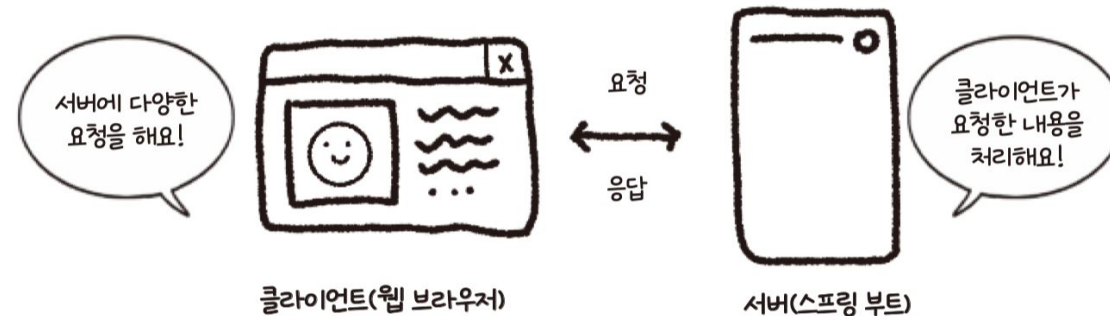 서버에 다양한
요청을 해요!
X
요청
응답
클라이언트가
요청한 내용을
처리해요!
클라이언트(웹 브라우저)
서버(스프링 부트)